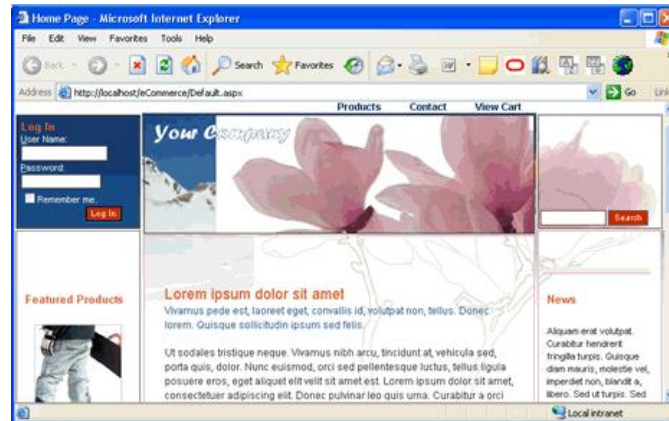 Home Page - Microsoft Internet Explorer
File Edit View Favorites Tools Help
Back Search Favorites
Address http://localhost/eCommerce/Default.aspx Go
Products Contact View Cart
Log In
User Name:
Password:
Remember me.
Log In
Your Company
Search
Featured Products
Lorem ipsum dolor sit amet
Vivamus pede est, laoreet eget, convallis id, volutpat non, tellus. Donec
lorem. Quisque sollicitudin ipsum sed felis.
Ut sodales tristique neque. Vivamus nibh arcu, tincidunt at, vehicula sed,
porta quis, dolor. Nunc euismod, orci sed pellentesque luctus, tellus ligula
posuere eros, eget aliquet elit velit sit amet est. Lorem ipsum dolor sit amet,
consectetuer adipiscing elit. Donec pulvinar leo quis urna. Curabitur a orci
News
Aliquam erat volutpat.
Curabitur hendrerit
fringilla turpis. Quisque
diam mauris, molestie vel,
imperdiet non, blandit a,
libero. Sed ut turpis. Sed
Local intranet